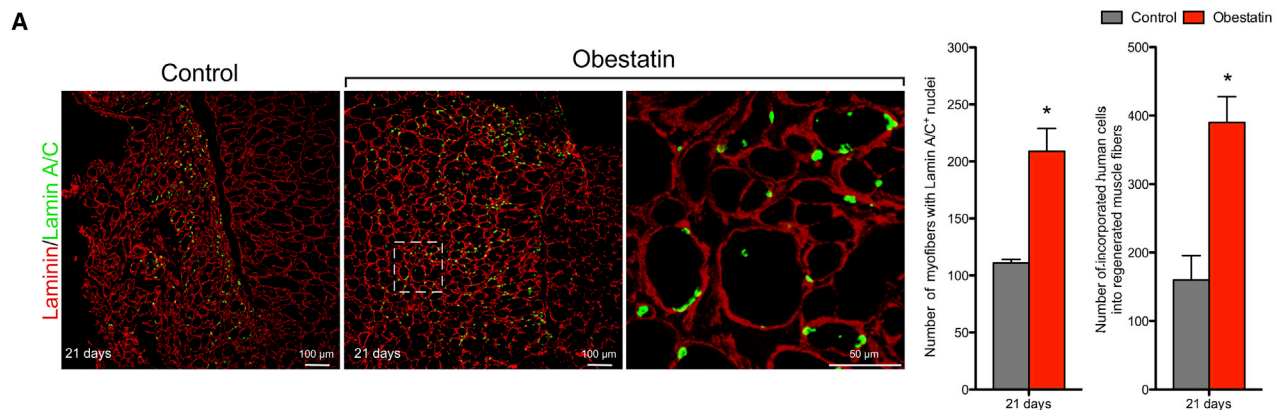 A
Control
Obestatin
Laminin/Lamin A/C
21 days
100 µm
21 days
100 µm
50 µm
Control
Obestatin
Number of myofibers with Lamin A/C⁺ nuclei
300
250
200
150
100
50
0
*
21 days
Number of incorporated human cells
into regenerated muscle fibers
500
400
300
200
100
0
*
21 days